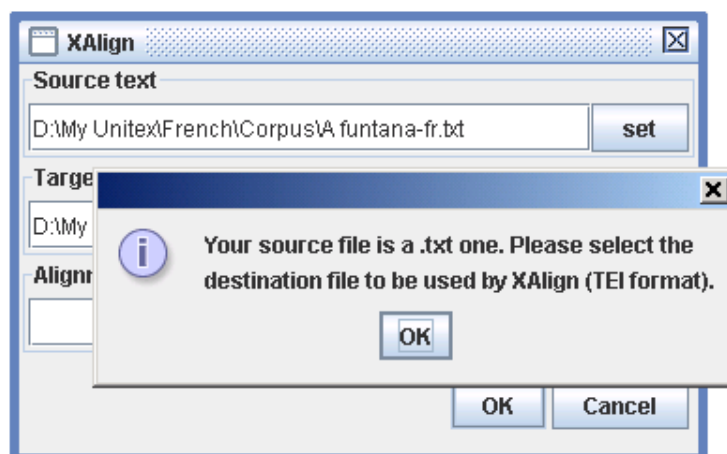 XAlign
Source text
D:\My Unitex\French\Corpus\A funtana-fr.txt
set
Targe
D:\My
Your source file is a .txt one. Please select the
destination file to be used by XAlign (TEI format).
OK
Alignr
OK
Cancel